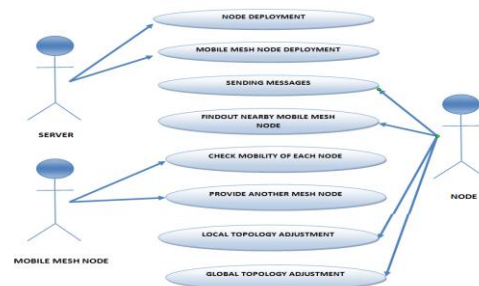 NODE DEPLOYMENT
MOBILE MESH NODE DEPLOYMENT
SENDING MESSAGES
FINDOUT NEARBY MOBILE MESH
NODE
SERVER
CHECK MOBILITY OF EACH NODE
PROVIDE ANOTHER MESH NODE
NODE
LOCAL TOPOLOGY ADJUSTMENT
MOBILE MESH NODE
GLOBAL TOPOLOGY ADJUSTMENT